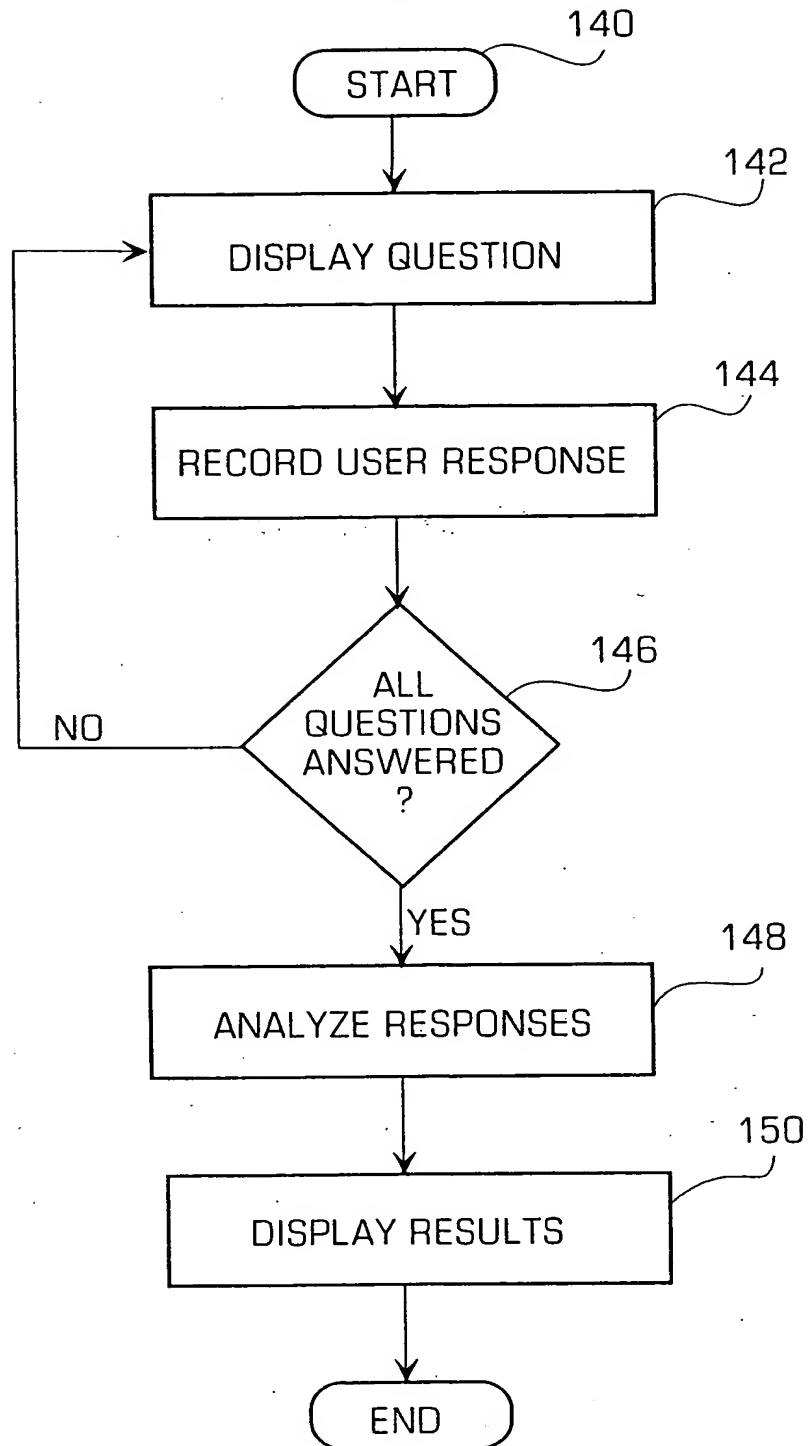 140
START
142
DISPLAY QUESTION
144
RECORD USER RESPONSE
146
ALL
QUESTIONS
ANSWERED
?
NO
YES
148
ANALYZE RESPONSES
150
DISPLAY RESULTS
END